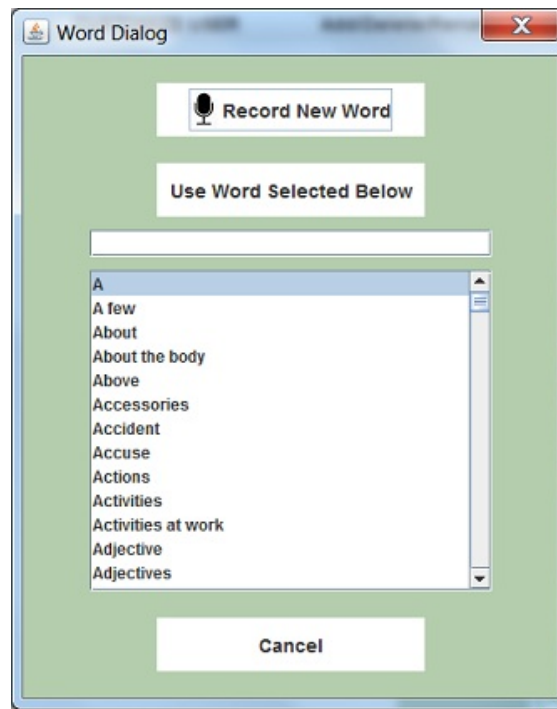 Word Dialog
Record New Word
Use Word Selected Below
A
A few
About
About the body
Above
Accessories
Accident
Accuse
Actions
Activities
Activities at work
Adjective
Adjectives
Cancel